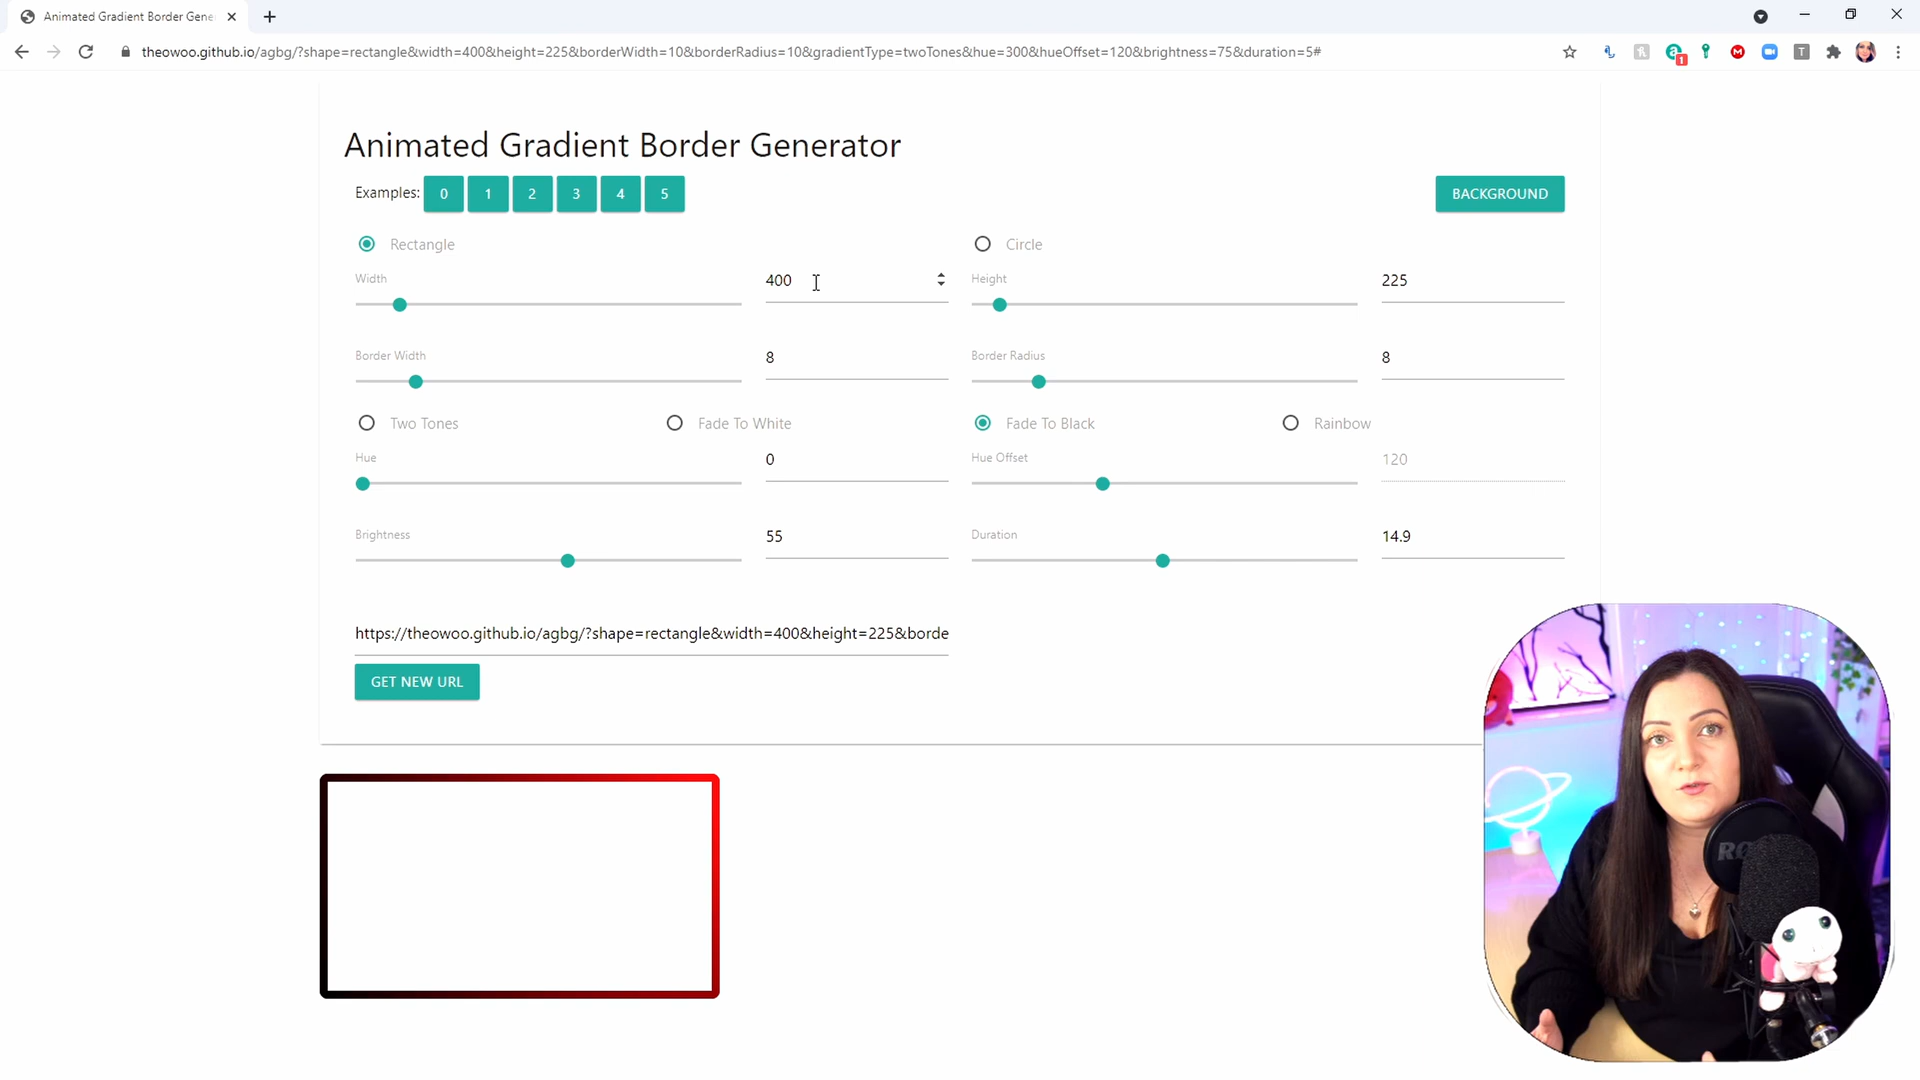 Animated Gradient Border Gene
theowoo.github.io/agbg/?shape=rectangle&width=400&height=225&borderWidth=10&borderRadius=10&gradientType=twoTones&hue=300&hueOffset=120&brightness=75&duration=5#
1
T
Animated Gradient Border Generator
Examples: 0 1 2 3 4 5 BACKGROUND
Rectangle Circle
Width 400 Height 225
Border Width 8 Border Radius 8
Two Tones Fade To White Fade To Black Rainbow
Hue 0 Hue Offset 120
Brightness 55 Duration 14.9
https://theowoo.github.io/agbg/?shape=rectangle&width=400&height=225&borde
GET NEW URL